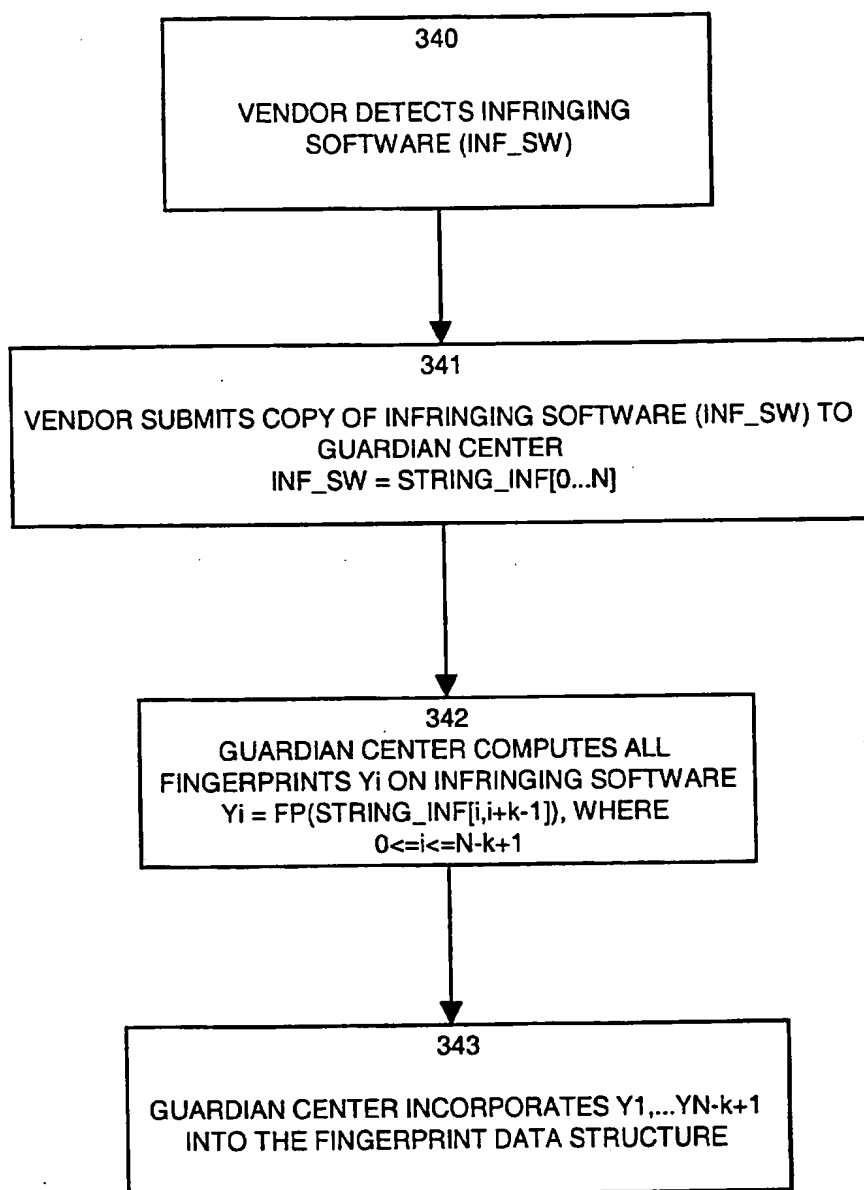 340
VENDOR DETECTS INFRINGING
SOFTWARE (INF_SW)
341
VENDOR SUBMITS COPY OF INFRINGING SOFTWARE (INF_SW) TO
GUARDIAN CENTER
INF_SW = STRING_INF[0...N]
342
GUARDIAN CENTER COMPUTES ALL
FINGERPRINTS Yi ON INFRINGING SOFTWARE
Yi = FP(STRING_INF[i,i+k-1]), WHERE
0<=i<=N-k+1
343
GUARDIAN CENTER INCORPORATES Y1,...YN-k+1
INTO THE FINGERPRINT DATA STRUCTURE